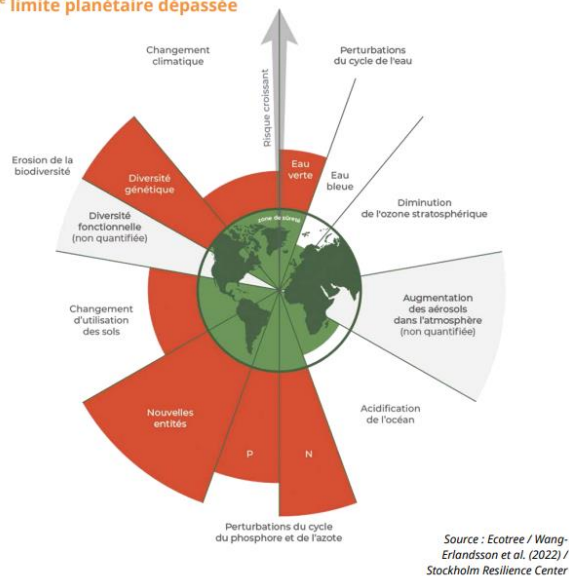 e limite planétaire dépassée
Changement
climatique
Perturbations
du cycle de l'eau
Risque croissant
Eau
verte
Eau
bleue
Erosion de la
biodiversité
Diversité
génétique
Diversité
fonctionnelle
(non quantifiée)
zone de sûreté
Diminution
de l'ozone stratosphérique
Augmentation
des aérosols
dans l'atmosphère
(non quantifiée)
Changement
d'utilisation
des sols
Nouvelles
entités
P
N
Acidification
de l'océan
Perturbations du cycle
du phosphore et de l'azote
Source : Ecotree / Wang-
Erlandsson et al. (2022) /
Stockholm Resilience Center